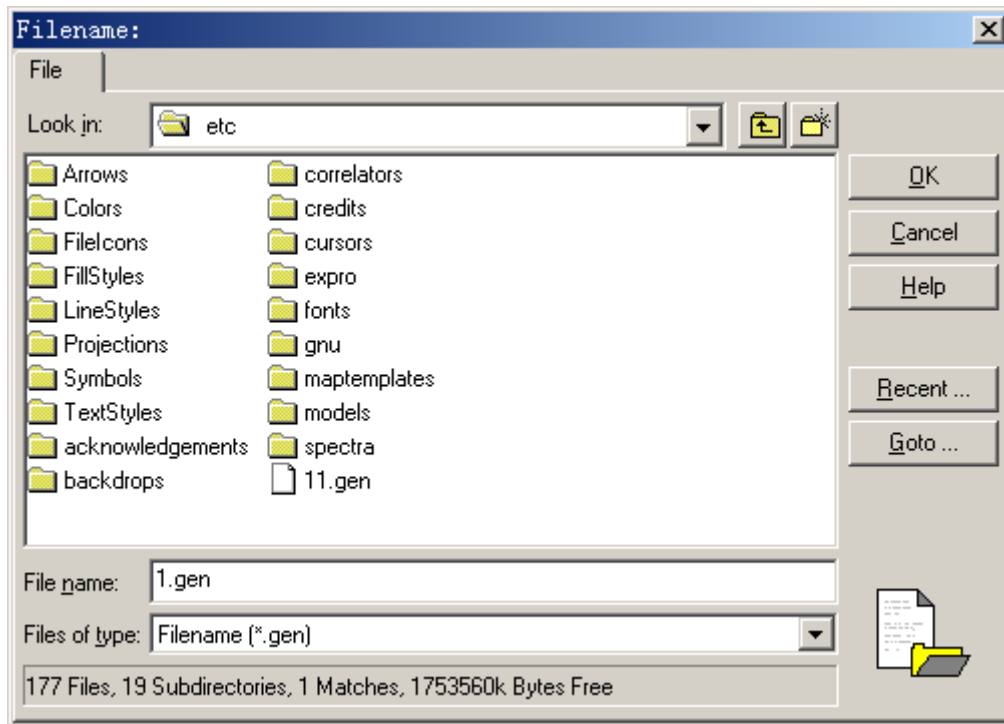 Filename:
File
Look in: etc
Arrows
Colors
FileIcons
FillStyles
LineStyles
Projections
Symbols
TextStyles
acknowledgements
backdrops
correlators
credits
cursors
expro
fonts
gnu
maptemplates
models
spectra
11.gen
OK
Cancel
Help
Recent ...
Goto ...
File name: 1.gen
Files of type: Filename (*.gen)
177 Files, 19 Subdirectories, 1 Matches, 1753560k Bytes Free